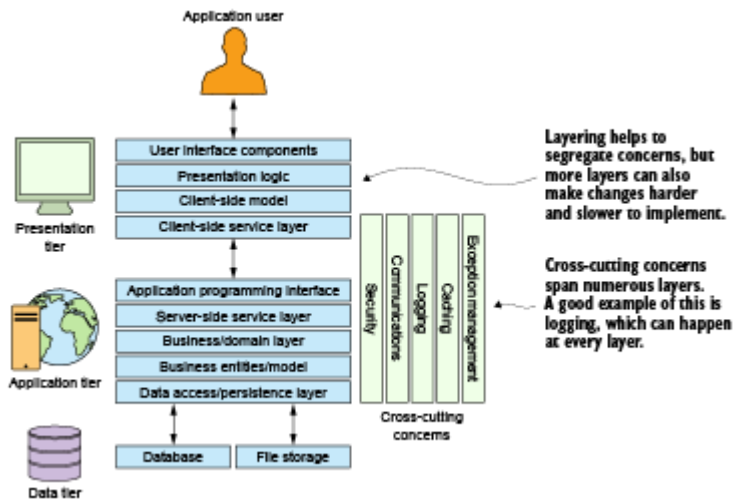 Application user
User interface components
Presentation logic
Client-side model
Client-side service layer
Presentation
tier
Layering helps to
segregate concerns, but
more layers can also
make changes harder
and slower to implement.
Application programming interface
Server-side service layer
Business/domain layer
Business entities/model
Data access/persistence layer
Application tier
Security
Communications
Logging
Caching
Exception management
Cross-cutting
concerns
Cross-cutting concerns
span numerous layers.
A good example of this is
logging, which can happen
at every layer.
Database
File storage
Data tier